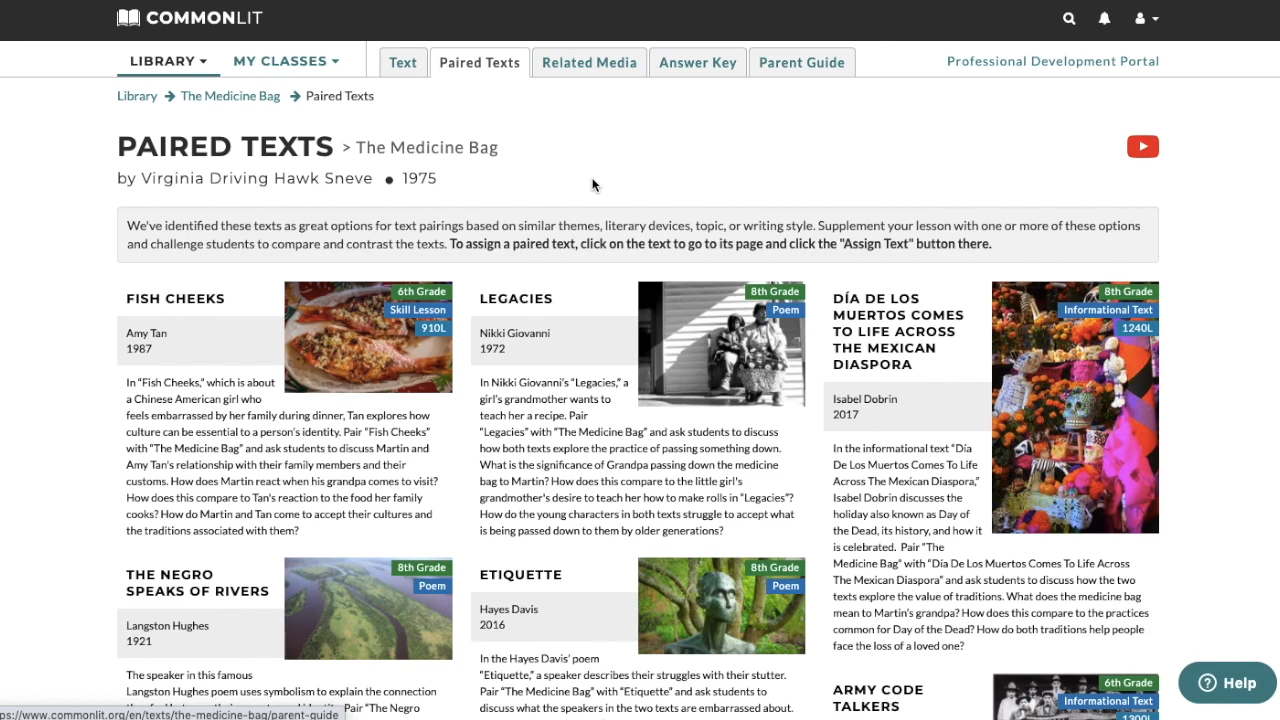 COMMONLIT
LIBRARY
MY CLASSES
Text
Paired Texts
Related Media
Answer Key
Parent Guide
Professional Development Portal
Library → The Medicine Bag → Paired Texts
PAIRED TEXTS > The Medicine Bag
by Virginia Driving Hawk Sneve ● 1975
We've identified these texts as great options for text pairings based on similar themes, literary devices, topic, or writing style. Supplement your lesson with one or more of these options
and challenge students to compare and contrast the texts. To assign a paired text, click on the text to go to its page and click the "Assign Text" button there.
FISH CHEEKS
6th Grade
Skill Lesson
910L
Amy Tan
1987
In “Fish Cheeks,” which is about
a Chinese American girl who
feels embarrassed by her family during dinner, Tan explores how
culture can be essential to a person’s identity. Pair “Fish Cheeks”
with “The Medicine Bag” and ask students to discuss Martin and
Amy Tan's relationship with their family members and their
customs. How does Martin react when his grandpa comes to visit?
How does this compare to Tan's reaction to the food her family
cooks? How do Martin and Tan come to accept their cultures and
the traditions associated with them?
LEGACIES
8th Grade
Poem
Nikki Giovanni
1972
In Nikki Giovanni’s “Legacies,” a
girl’s grandmother wants to
teach her a recipe. Pair
“Legacies” with “The Medicine Bag” and ask students to discuss
how both texts explore the practice of passing something down.
What is the significance of Grandpa passing down the medicine
bag to Martin? How does this compare to the little girl's
grandmother's desire to teach her how to make rolls in “Legacies”?
How do the young characters in both texts struggle to accept what
is being passed down to them by older generations?
DÍA DE LOS
MUERTOS COMES
TO LIFE ACROSS
THE MEXICAN
DIASPORA
8th Grade
Informational Text
1240L
Isabel Dobrin
2017
In the informational text “Día
De Los Muertos Comes To Life
Across The Mexican Diaspora,”
Isabel Dobrin discusses the
holiday also known as Day of
the Dead, its history, and how it
is celebrated. Pair “The
Medicine Bag” with “Día De Los Muertos Comes To Life Across
The Mexican Diaspora” and ask students to discuss how the two
texts explore the value of traditions. What does the medicine bag
mean to Martin’s grandpa? How does this compare to the practices
common for Day of the Dead? How do both traditions help people
face the loss of a loved one?
THE NEGRO
SPEAKS OF RIVERS
8th Grade
Poem
Langston Hughes
1921
The speaker in this famous
Langston Hughes poem uses symbolism to explain the connection
Pair “The Negro
ETIQUETTE
8th Grade
Poem
Hayes Davis
2016
In the Hayes Davis’ poem
“Etiquette,” a speaker describes their struggles with their stutter.
Pair “The Medicine Bag” with “Etiquette” and ask students to
discuss what the speakers in the two texts are embarrassed about.
ARMY CODE
TALKERS
6th Grade
Informational Text
1300L
Help
ps://www.commonlit.org/en/texts/the-medicine-bag/parent-guide